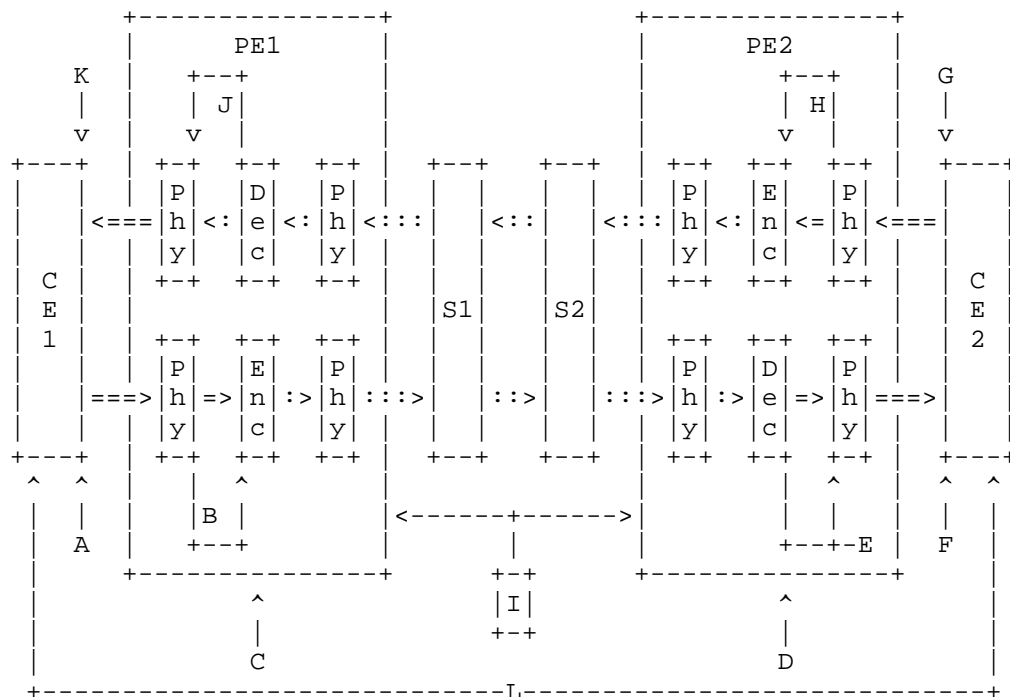 +---------------+               +---------------+
       |      PE1      |               |      PE2      |
    K  |   +--+        |               |        +--+   |  G
    |  |   | J|        |               |        | H|   |  |
    v  |   v  |        |               |        v  |   |  v
+---+  | +-+  +-+  +-+ |  +--+   +--+  | +-+  +-+  +-+ |  +---+
|   |  | |P|  |D|  |P| |  |  |   |  |  | |P|  |E|  |P| |  |   |
|   |<===|h|<:|e|<:|h|<:::|  |<::|  |<:::|h|<:|n|<=|h|<===|   |
|   |  | |y|  |c|  |y| |  |  |   |  |  | |y|  |c|  |y| |  |   |
| C |  | +-+  +-+  +-+ |  |  |   |  |  | +-+  +-+  +-+ |  | C |
| E |  |               |  |S1|   |S2|  |               |  | E |
| 1 |  | +-+  +-+  +-+ |  |  |   |  |  | +-+  +-+  +-+ |  | 2 |
|   |  | |P|  |E|  |P| |  |  |   |  |  | |P|  |D|  |P| |  |   |
|   |===>|h|=>|n|:>|h|:::>|  |::>|  |:::>|h|:>|e|=>|h|===>|   |
|   |  | |y|  |c|  |y| |  |  |   |  |  | |y|  |c|  |y| |  |   |
+---+  | +-+  +-+  +-+ |  +--+   +--+  | +-+  +-+  +-+ |  +---+
 ^  ^  |   |  ^        |               |        |  ^   |  ^  ^
 |  |  |   |B |        |<------+------>|        |  |   |  |  |
 |  A  |   +--+        |       |       |        +--+-E |  F  |
 |     +---------------+      +-+      +---------------+     |
 |             ^              |I|               ^            |
 |             |              +-+               |            |
 |             C                                D            |
 +-----------------------------L-----------------------------+